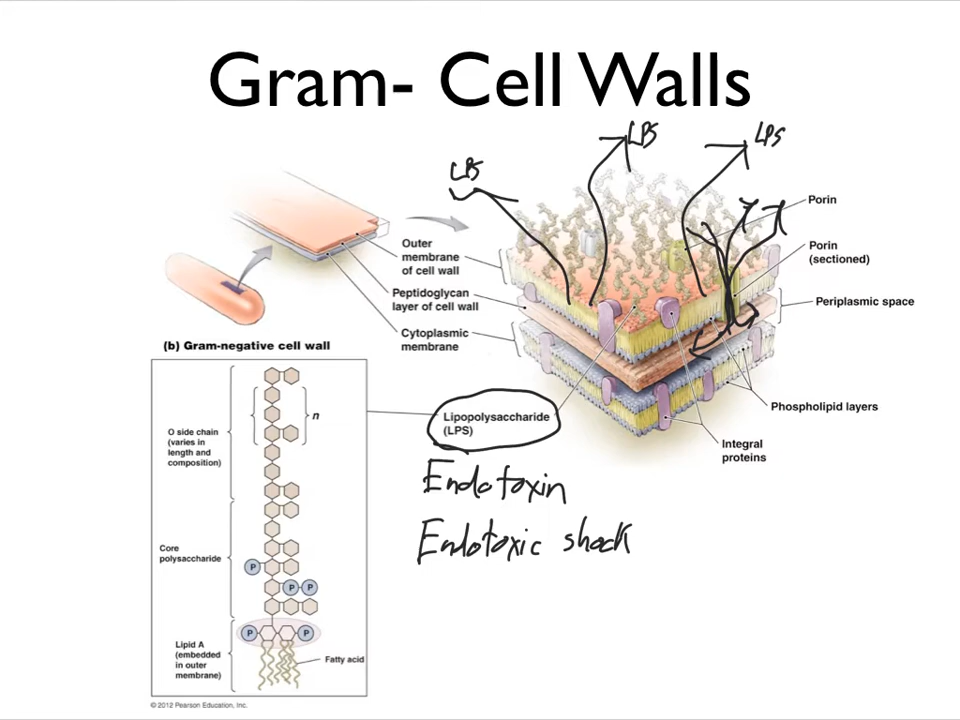 Gram- Cell Walls
LPS
LPS
LPS
Porin
Outer
membrane
of cell wall
Porin
(sectioned)
Peptidoglycan
layer of cell wall
Periplasmic space
Cytoplasmic
membrane
(b) Gram-negative cell wall
Phospholipid layers
Lipopolysaccharide
(LPS)
Integral
proteins
Endotoxin
Endotoxic shock
n
O side chain
(varies in
length and
composition)
Core
polysaccharide
P
P P
P P
Lipid A
(embedded
in outer
membrane)
Fatty acid
© 2012 Pearson Education, Inc.